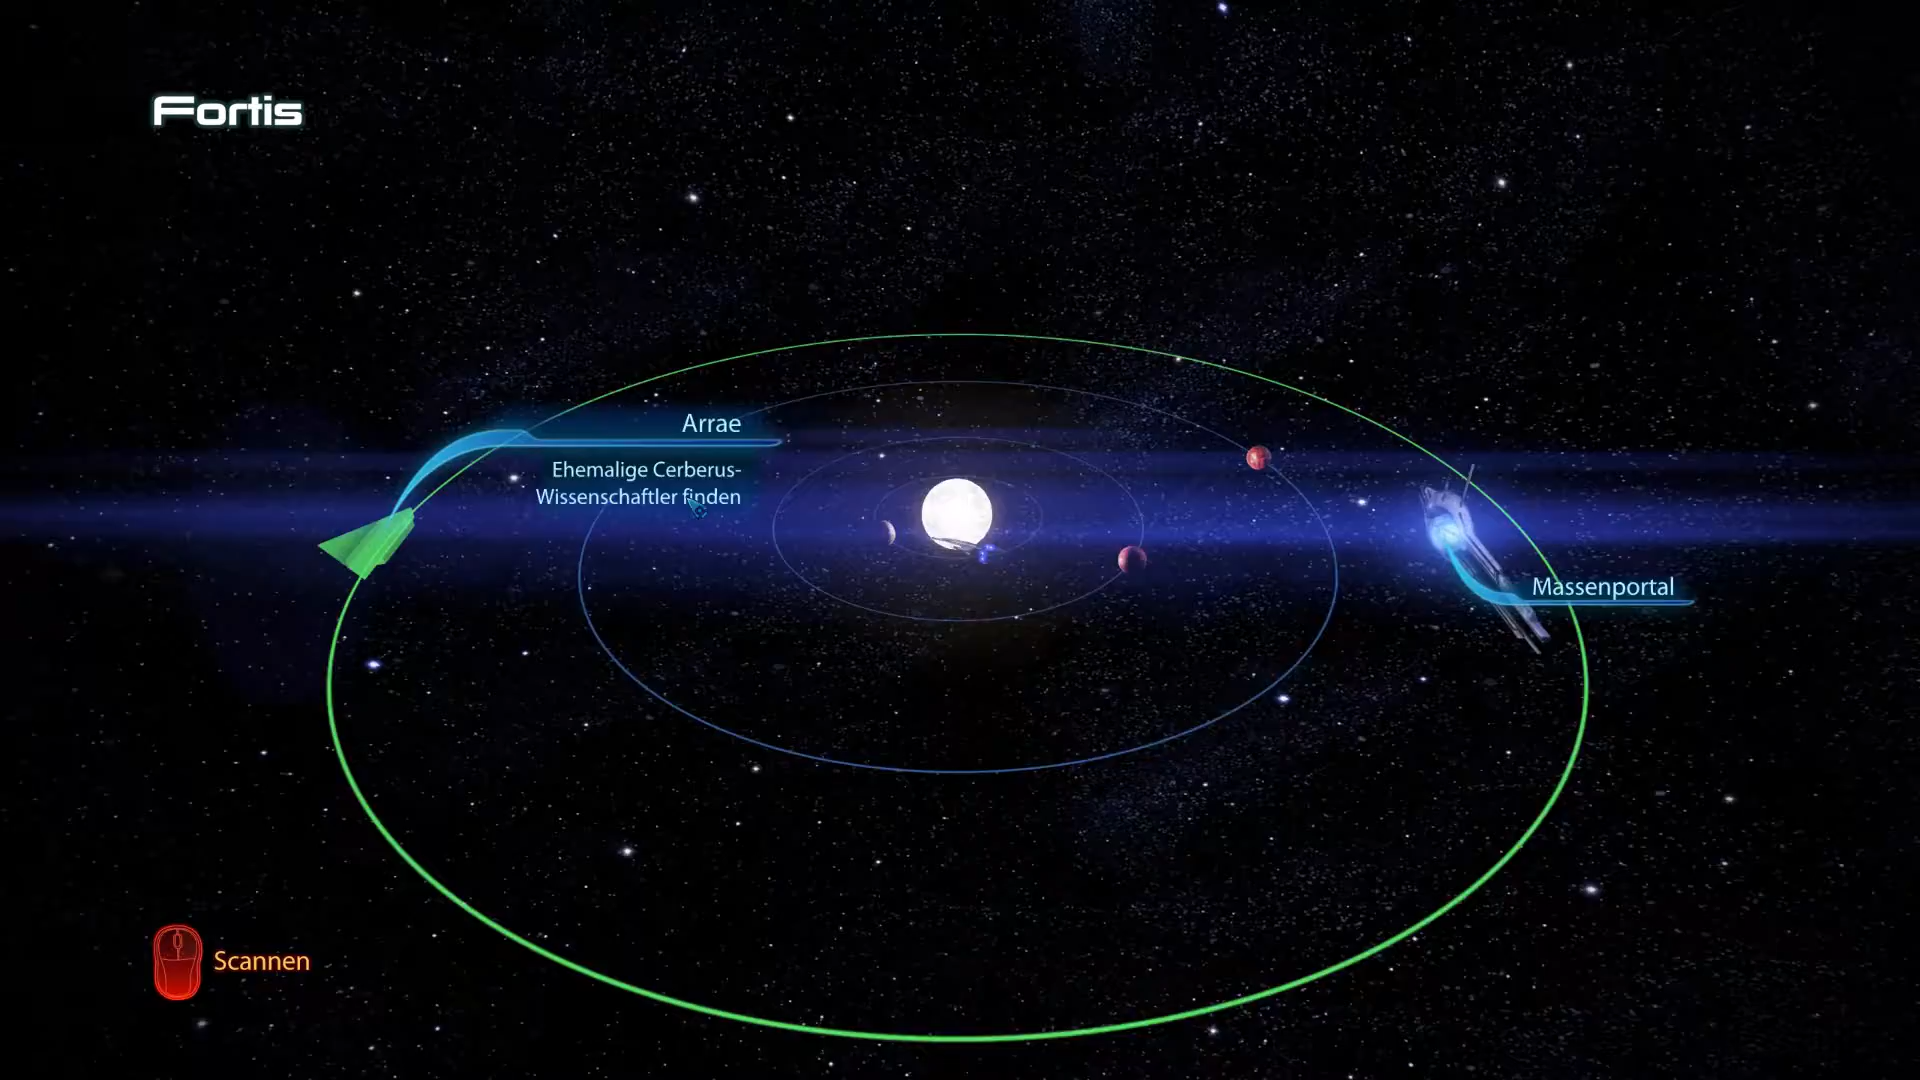 Fortis
Arrae
Ehemalige Cerberus-
Wissenschaftler finden
Massenportal
Scannen